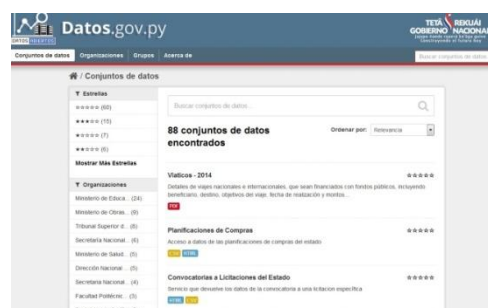 Datos.gov.py
DATOS ABIERTOS
TETÃ REKUÁI
GOBIERNO NACIONAL
Conjuntos de datos
Organizaciones
Grupos
Acerca de
Buscar conjuntos de datos
/ Conjuntos de datos
Estrellas
(60)
(15)
(7)
(6)
Mostrar Más Estrellas
Organizaciones
Ministerio de Educa... (24)
Ministerio de Obras... (9)
Tribunal Superior d... (6)
Secretaría Nacional... (6)
Ministerio de Salud... (5)
Dirección Nacional... (5)
Secretaría Nacional... (4)
Facultad Politécnic... (3)
Buscar conjuntos de datos...
88 conjuntos de datos
encontrados
Ordenar por: Relevancia
Viaticos - 2014
Detalles de viajes nacionales e internacionales, que sean financiados con fondos públicos, incluyendo
beneficiario, destino, objetivos del viaje, fecha de realización y montos...
PDF
Planificaciones de Compras
Acceso a datos de las planificaciones de compras del estado
CSV HTML
Convocatorias a Licitaciones del Estado
Servicio que devuelve los datos de la convocatoria a una licitacion especifica
HTML CSV